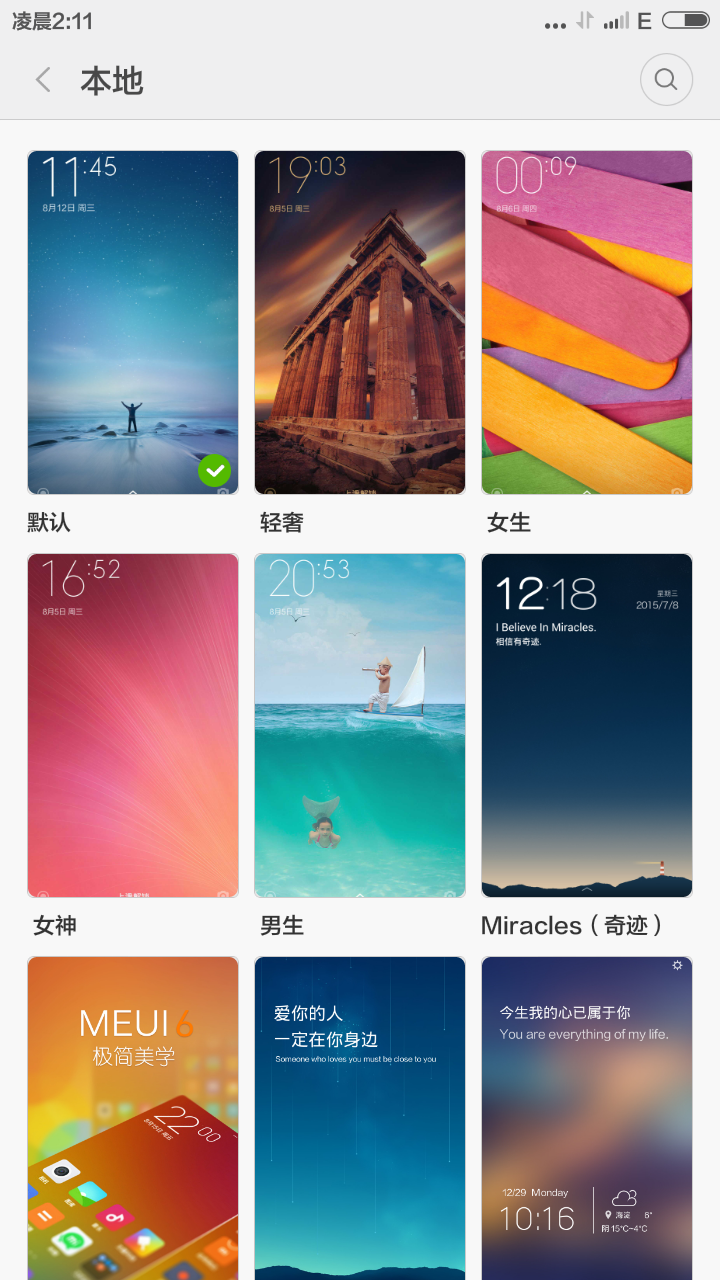 凌晨2:11
E
本地
11:45
8月12日 周三
19:03
8月5日 周三
00:09
8月6日 周四
上滑解锁
默认
轻奢
女生
16:52
8月5日 周三
20:53
8月5日 周三
12:18
星期三
2015/7/8
I Believe In Miracles.
相信有奇迹.
上滑解锁
女神
男生
Miracles（奇迹）
MEUI 6
极简美学
22 00
爱你的人
一定在你身边
Someone who loves you must be close to you
今生我的心已属于你
You are everything of my life.
12/29 Monday
10:16
海淀 6°
阴 15°C~4°C